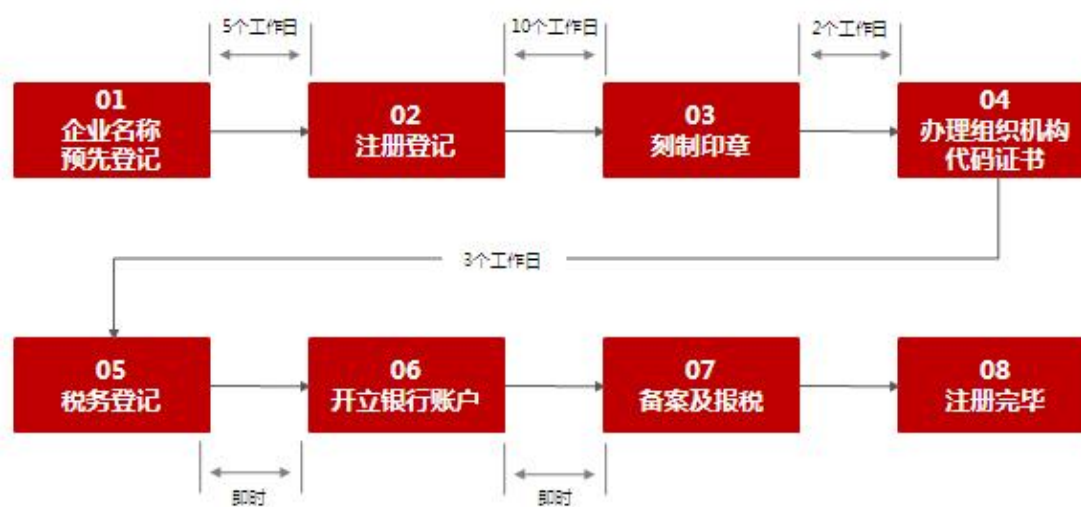 5个工作日
10个工作日
2个工作日
01
企业名称
预先登记
02
注册登记
03
刻制印章
04
办理组织机构
代码证书
3个工作日
05
税务登记
06
开立银行账户
07
备案及报税
08
注册完毕
即时
即时